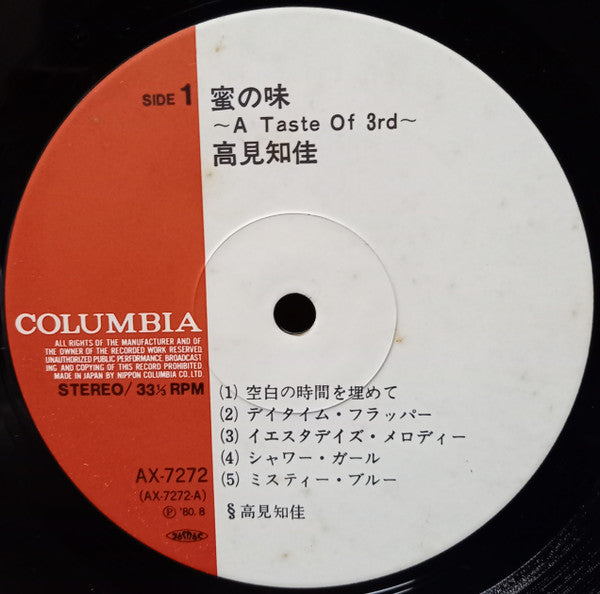 SIDE 1
蜜の味
~A Taste Of 3rd~
高見知佳
COLUMBIA
ALL RIGHTS OF THE MANUFACTURER AND OF
THE OWNER OF THE RECORDED WORK RESERVED.
UNAUTHORIZED PUBLIC PERFORMANCE, BROADCAST
ING AND COPYING OF THIS RECORD PROHIBITED.
MADE IN JAPAN BY NIPPON COLUMBIA CO., LTD.
STEREO/33⅓ RPM
(1) 空白の時間を埋めて
(2) デイタイム・フラッパー
(3) イエスタデイズ・メロディー
(4) シャワー・ガール
(5) ミスティー・ブルー
§高見知佳
AX-7272
(AX-7272-A)
Ⓟ '80.8